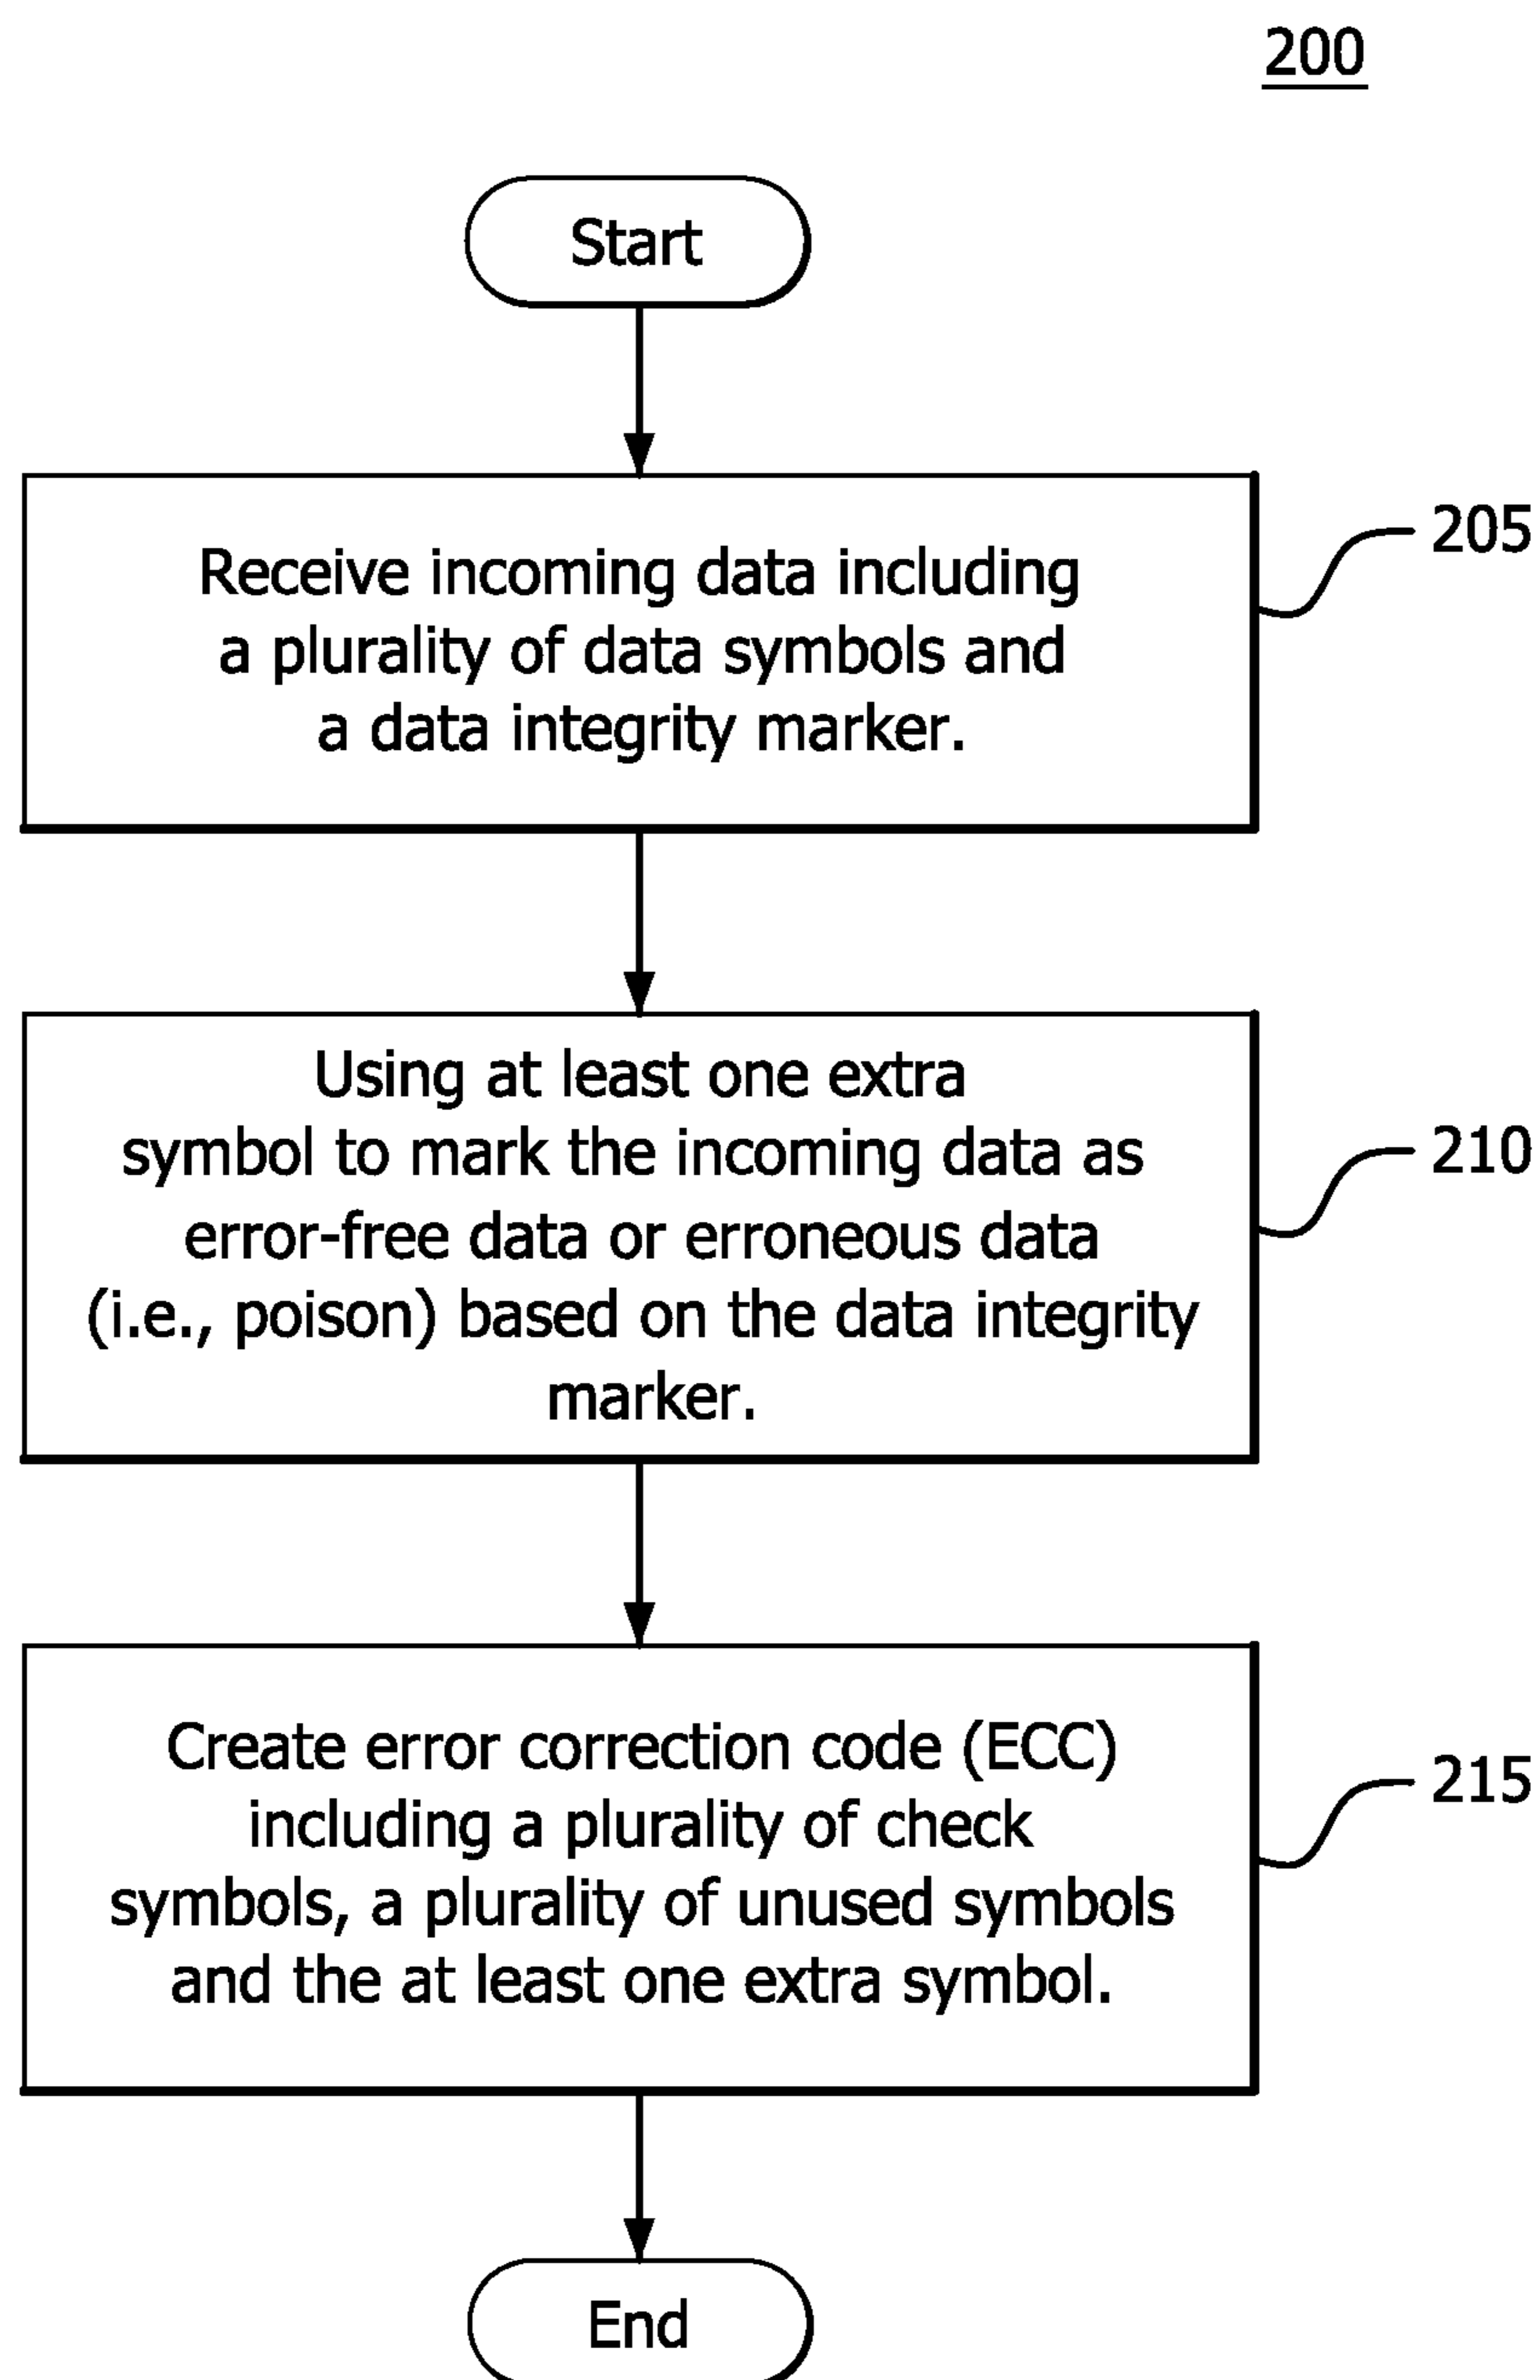 200
Start
Receive incoming data including
a plurality of data symbols and
a data integrity marker.
205
Using at least one extra
symbol to mark the incoming data as
error-free data or erroneous data
(i.e., poison) based on the data integrity
marker.
210
Create error correction code (ECC)
including a plurality of check
symbols, a plurality of unused symbols
and the at least one extra symbol.
215
End